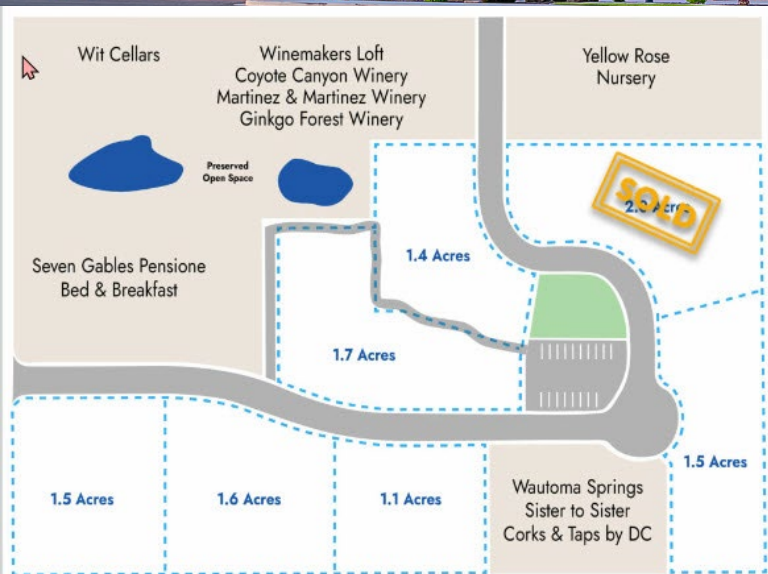 Wit Cellars
Winemakers Loft
Coyote Canyon Winery
Martinez & Martinez Winery
Ginkgo Forest Winery
Yellow Rose
Nursery
Preserved
Open Space
SOLD
Acres
1.4 Acres
Seven Gables Pensione
Bed & Breakfast
1.7 Acres
1.5 Acres
1.5 Acres
1.6 Acres
1.1 Acres
Wautoma Springs
Sister to Sister
Corks & Taps by DC